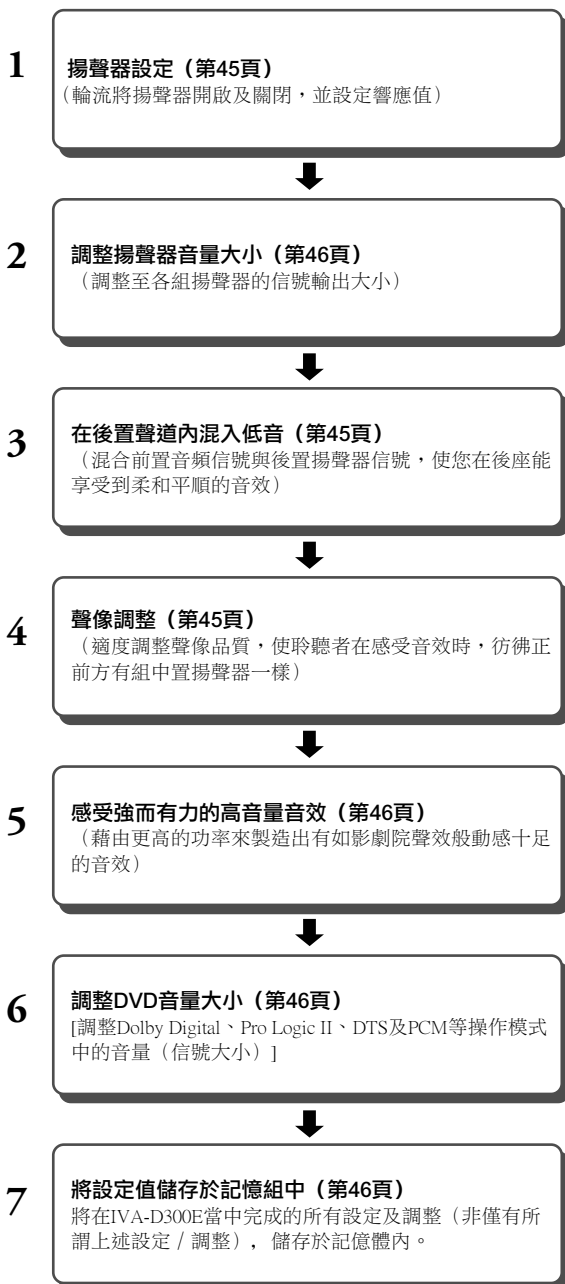 1
揚聲器設定（第45頁）
（輪流將揚聲器開啟及關閉，並設定響應值）
2
調整揚聲器音量大小（第46頁）
（調整至各組揚聲器的信號輸出大小）
3
在後置聲道內混入低音（第45頁）
（混合前置音頻信號與後置揚聲器信號，使您在後座能
享受到柔和平順的音效）
4
聲像調整（第45頁）
（適度調整聲像品質，使聆聽者在感受音效時，彷彿正
前方有組中置揚聲器一樣）
5
感受強而有力的高音量音效（第46頁）
（藉由更高的功率來製造出有如影劇院聲效般動感十足
的音效）
6
調整DVD音量大小（第46頁）
[調整Dolby Digital、Pro Logic II、DTS及PCM等操作模式
中的音量（信號大小）]
7
將設定值儲存於記憶組中（第46頁）
將在IVA-D300E當中完成的所有設定及調整（非僅有所
謂上述設定／調整），儲存於記憶體內。